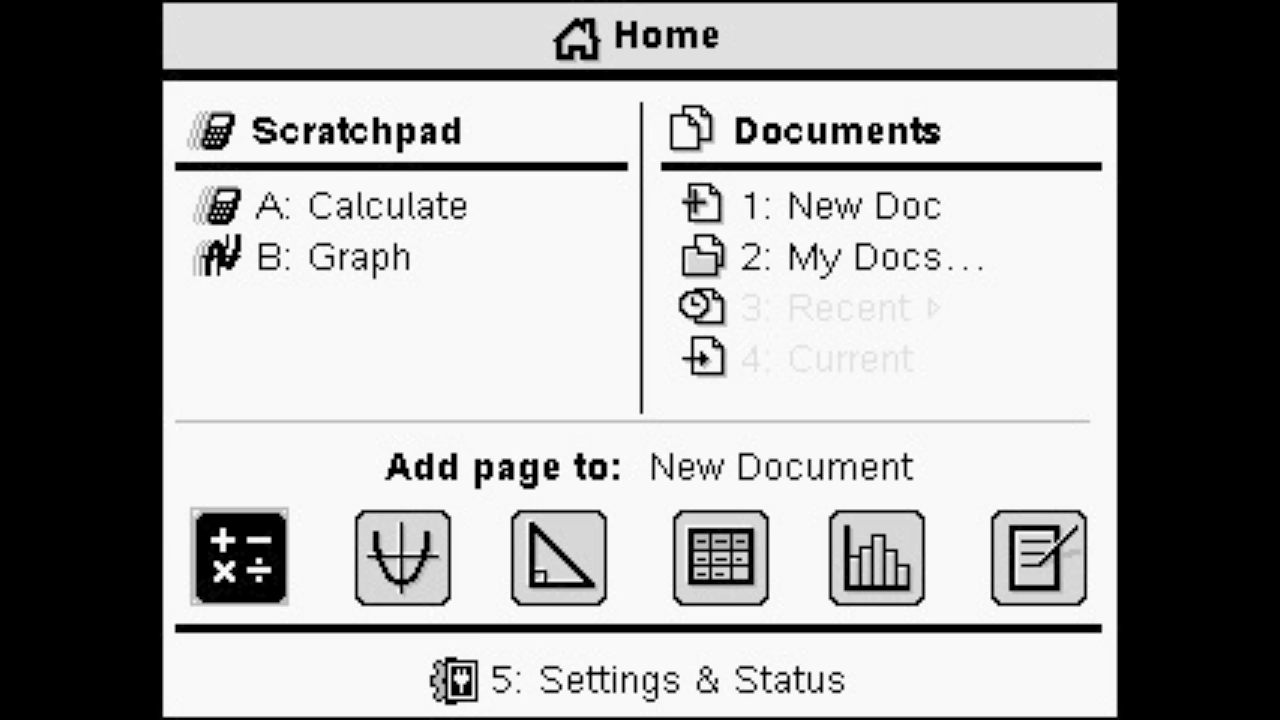 Home
Scratchpad
A: Calculate
B: Graph
Documents
1: New Doc
2: My Docs...
3: Recent
4: Current
Add page to: New Document
5: Settings & Status